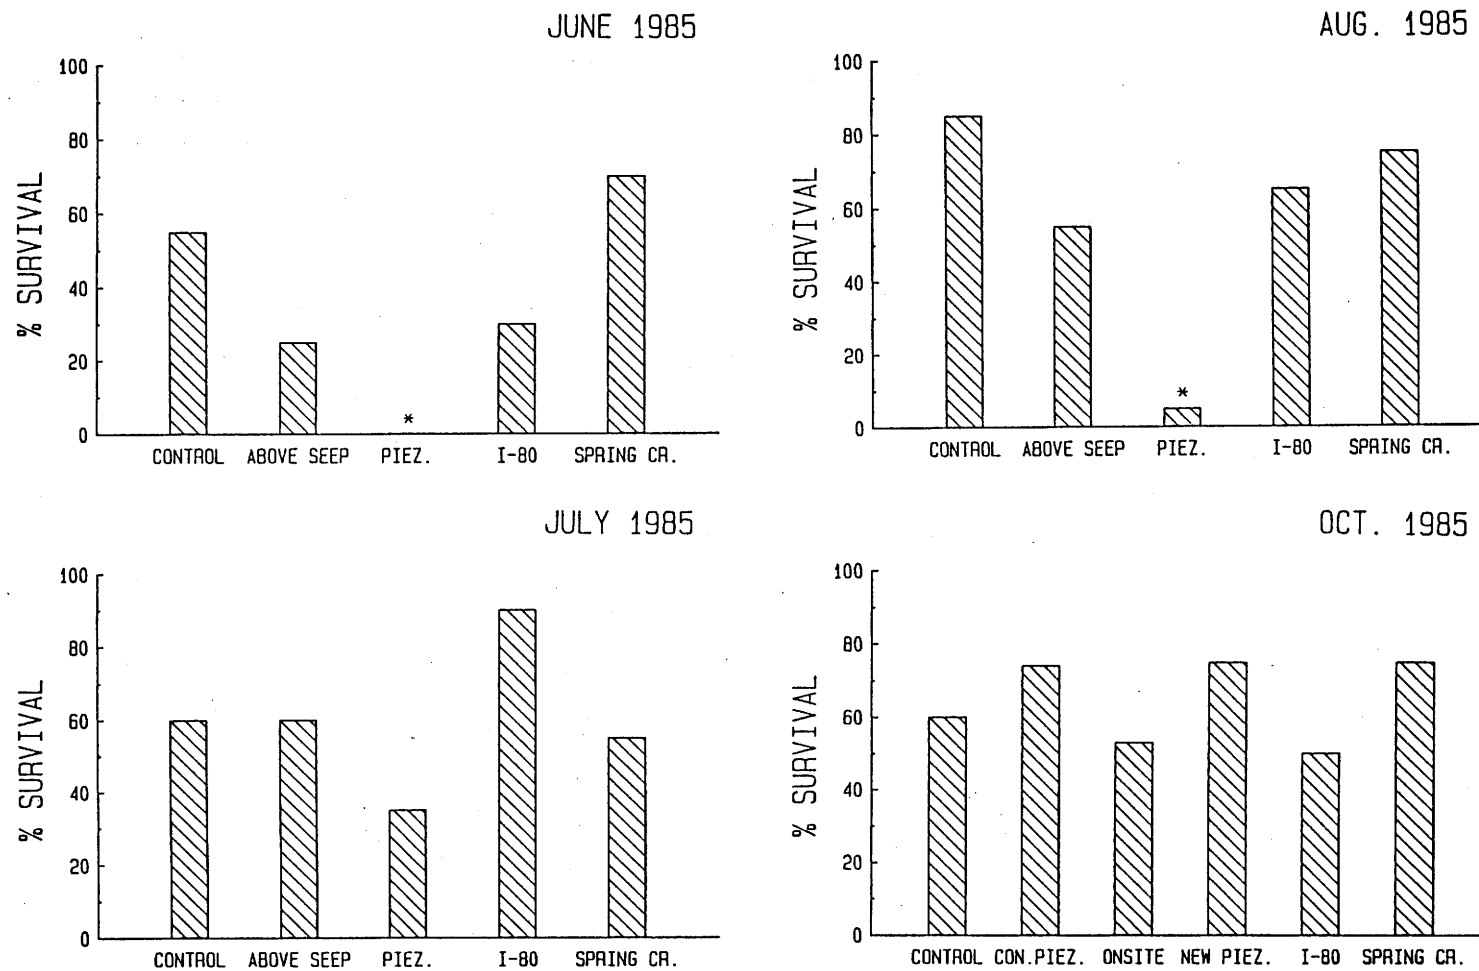 JUNE 1985
100
80
60
40
20
0
% SURVIVAL
*
CONTROL ABOVE SEEP PIEZ. I-80 SPRING CR.
AUG. 1985
100
80
60
40
20
0
% SURVIVAL
*
CONTROL ABOVE SEEP PIEZ. I-80 SPRING CR.
JULY 1985
100
80
60
40
20
0
% SURVIVAL
CONTROL ABOVE SEEP PIEZ. I-80 SPRING CR.
OCT. 1985
100
80
60
40
20
0
% SURVIVAL
CONTROL CON.PIEZ. ONSITE NEW PIEZ. I-80 SPRING CR.